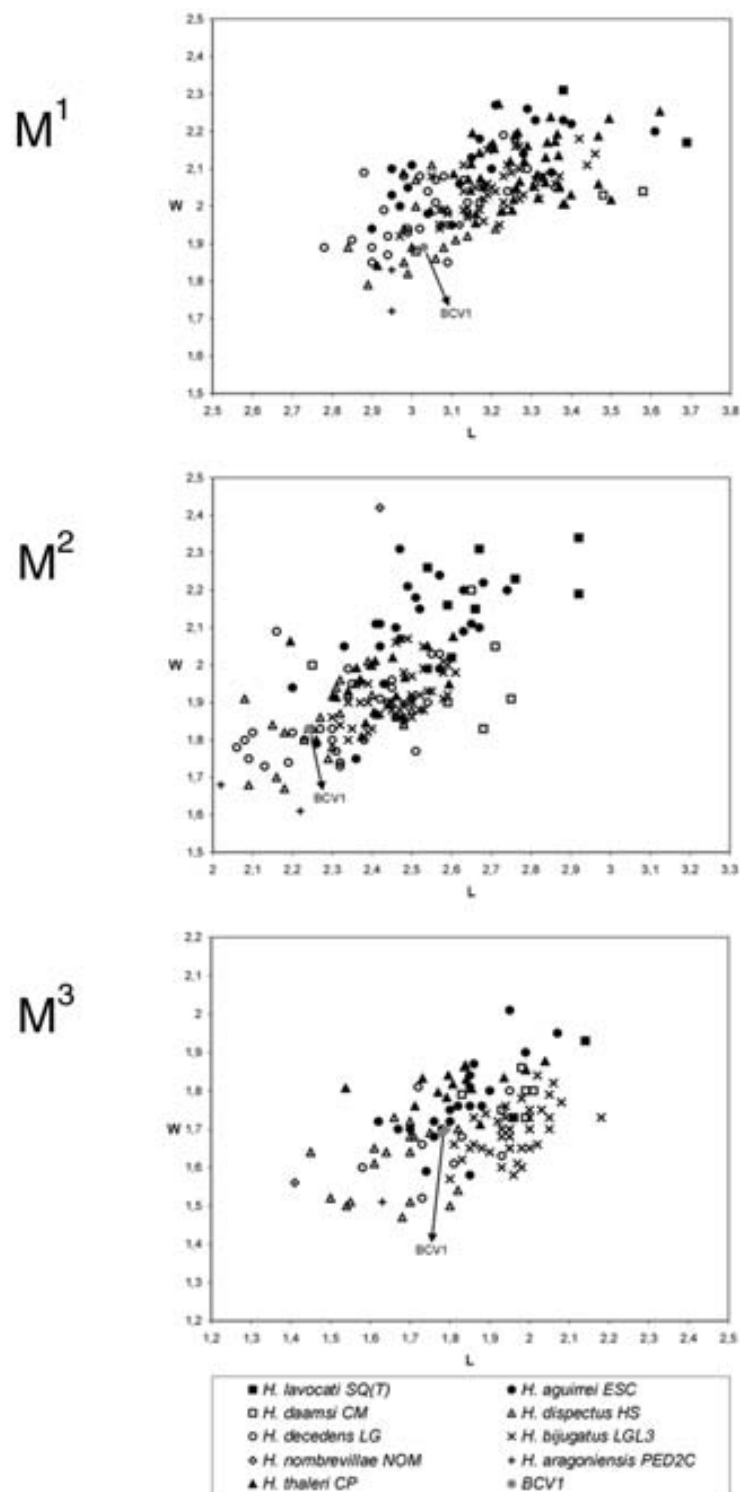 2,5
2,4
2,3
2,2
2,1
M¹
W 2
1,9
1,8
1,7
BCV1
1,6
1,5
2,5 2,6 2,7 2,8 2,9 3 3,1 3,2 3,3 3,4 3,5 3,6 3,7 3,8
L
2,5
2,4
2,3
2,2
M²
2,1
W 2
1,9
1,8
1,7
BCV1
1,6
1,5
2 2,1 2,2 2,3 2,4 2,5 2,6 2,7 2,8 2,9 3 3,1 3,2 3,3
L
2,2
2,1
M³
2
1,9
1,8
W 1,7
1,6
1,5
1,4
BCV1
1,3
1,2
1,2 1,3 1,4 1,5 1,6 1,7 1,8 1,9 2 2,1 2,2 2,3 2,4 2,5
L
H. lavocati SQ(T) H. aguirrei ESC
H. daamsi CM H. dispectus HS
H. decedens LG H. bijugatus LGL3
H. nombrevillae NOM H. aragoniensis PED2C
H. thaleri CP BCV1